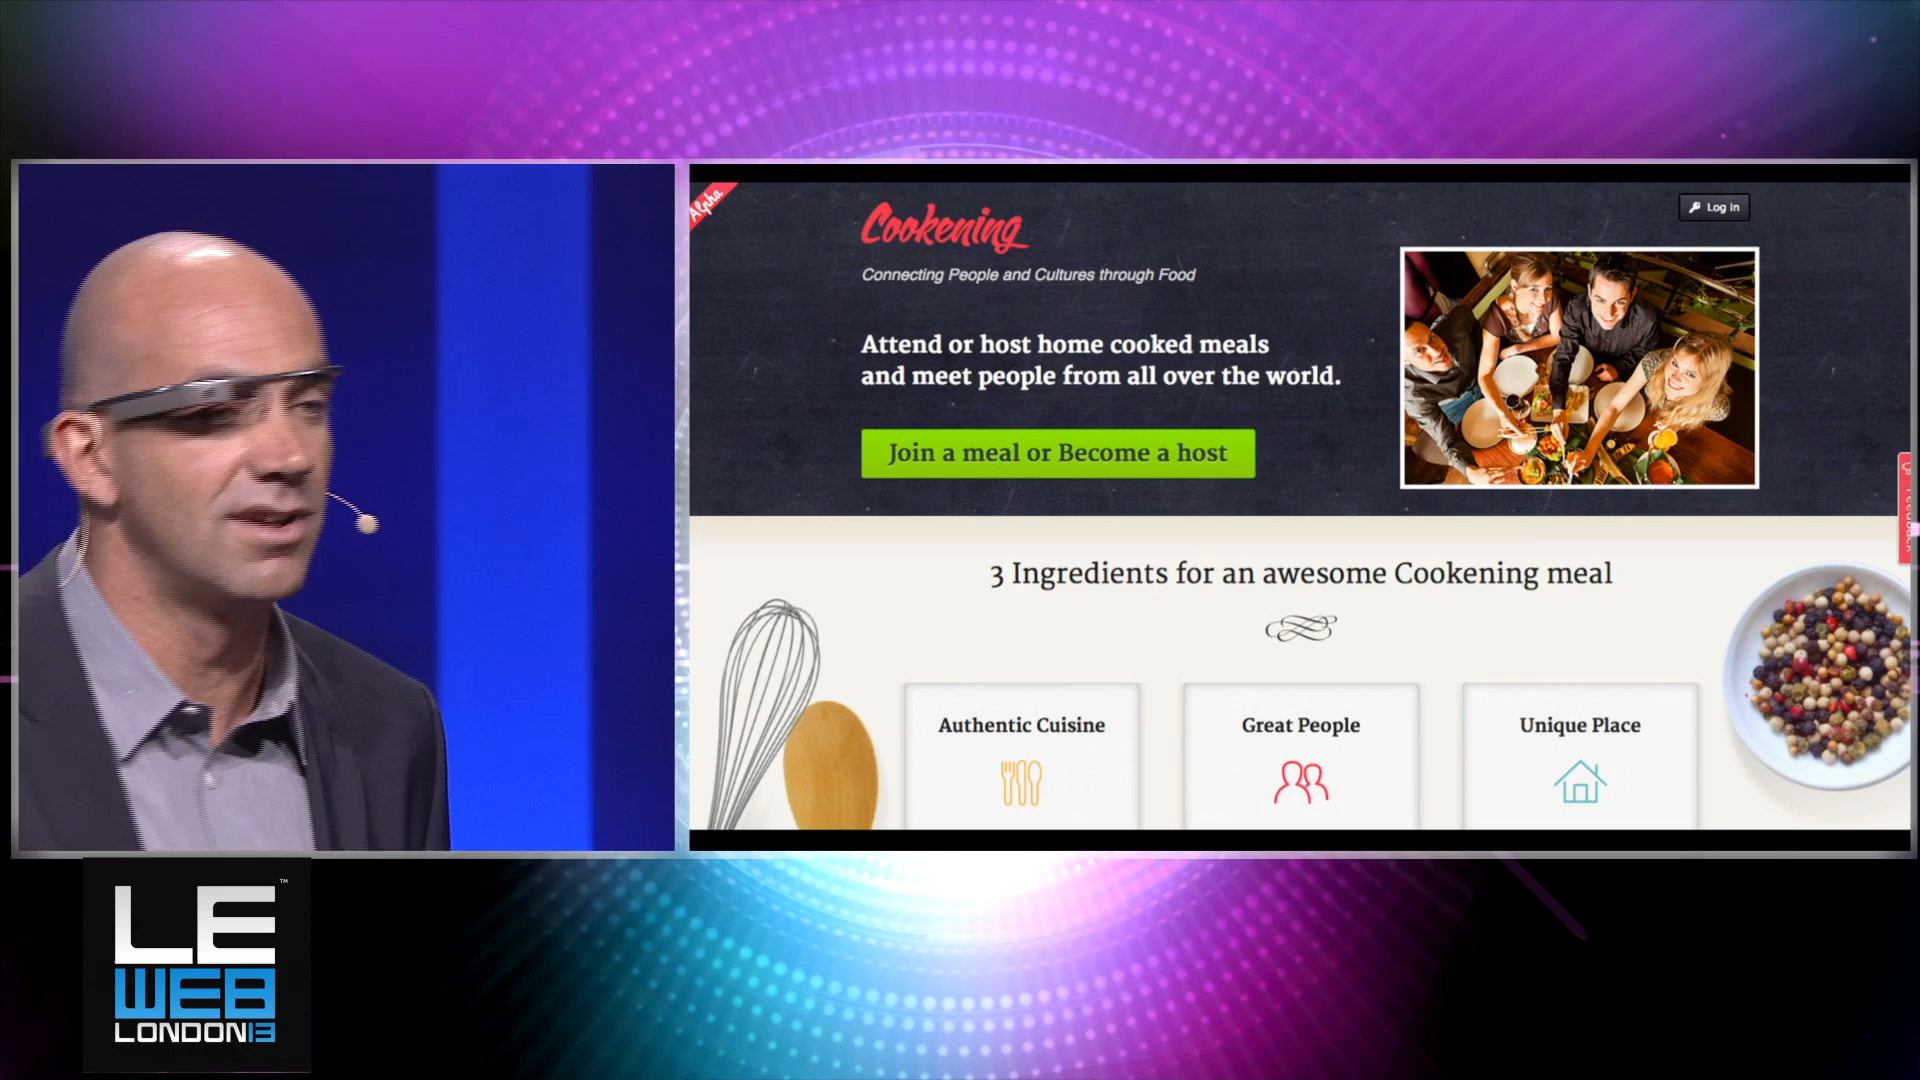 Alpha
Cookening
Log In
Connecting People and Cultures through Food
Attend or host home cooked meals
and meet people from all over the world.
Join a meal or Become a host
Feedback
3 Ingredients for an awesome Cookening meal
Authentic Cuisine
Great People
Unique Place
LE™
WEB
LONDON13